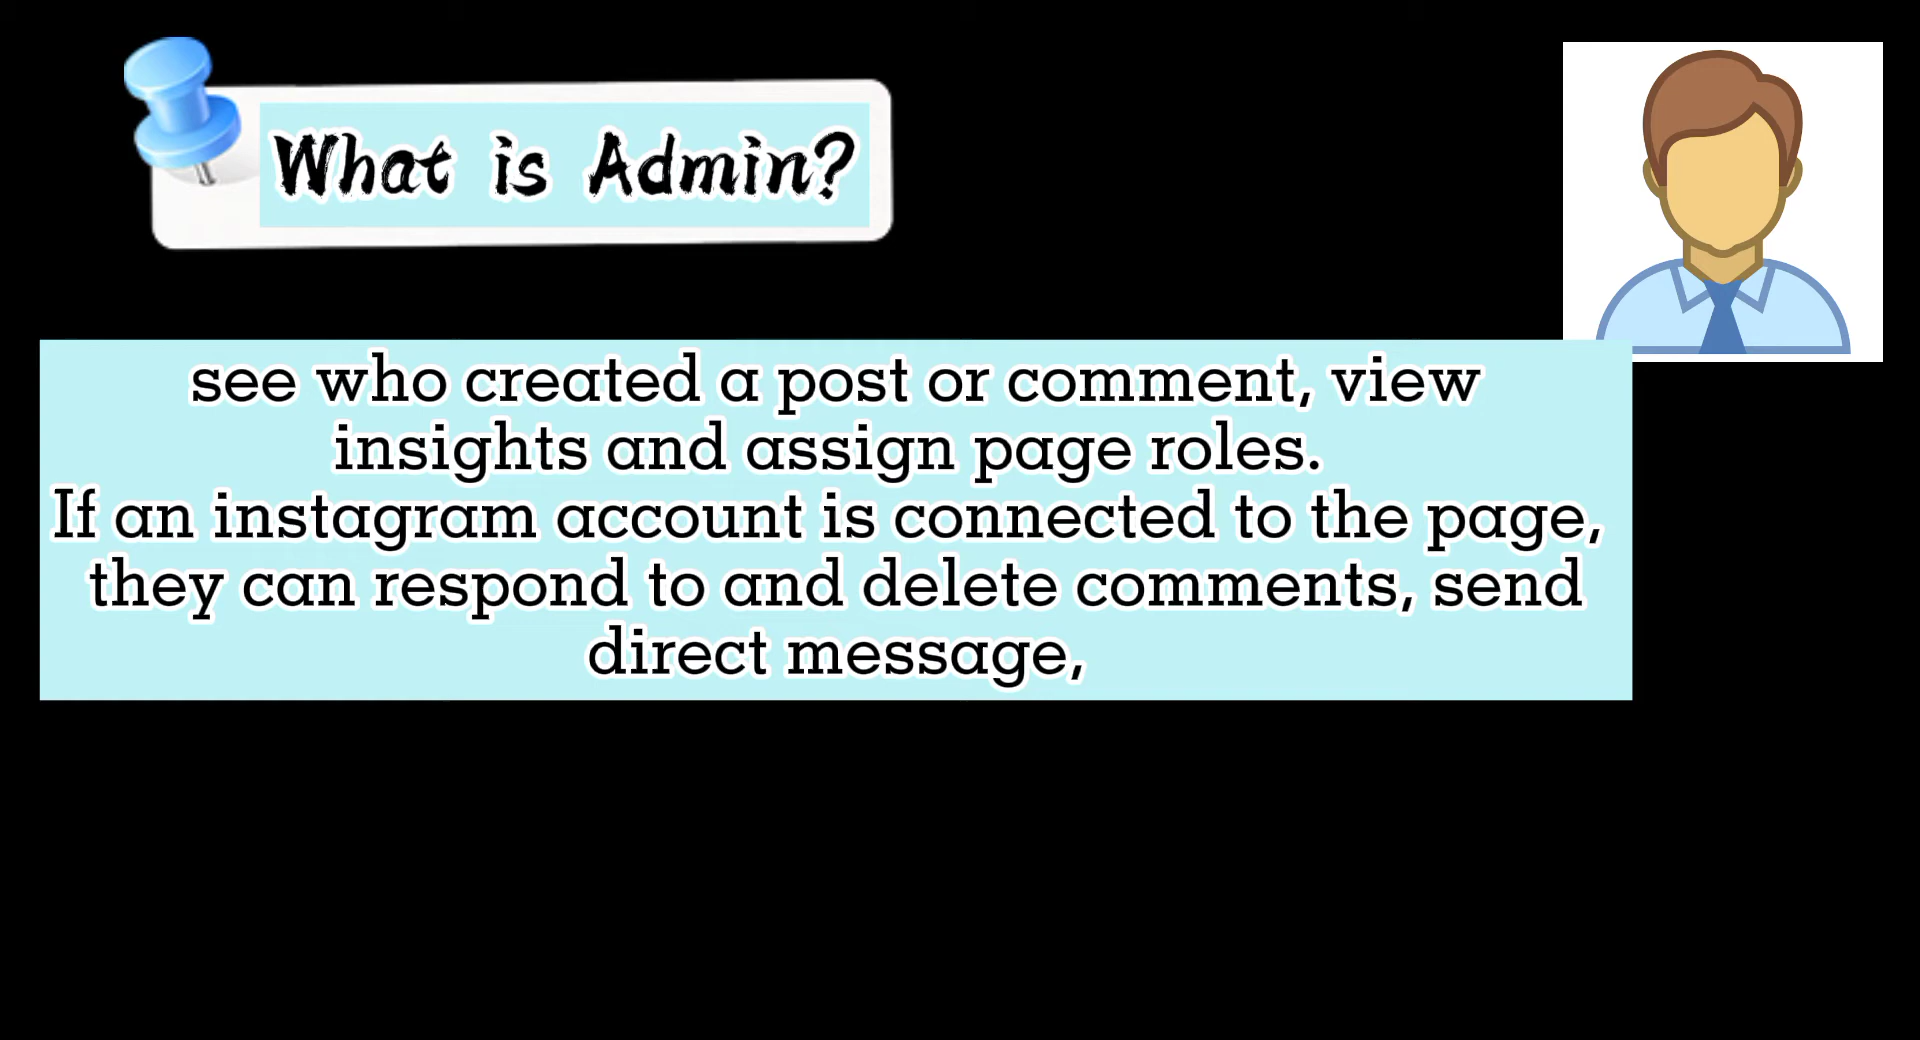 What is Admin?
see who created a post or comment, view
insights and assign page roles.
If an instagram account is connected to the page,
they can respond to and delete comments, send
direct message,